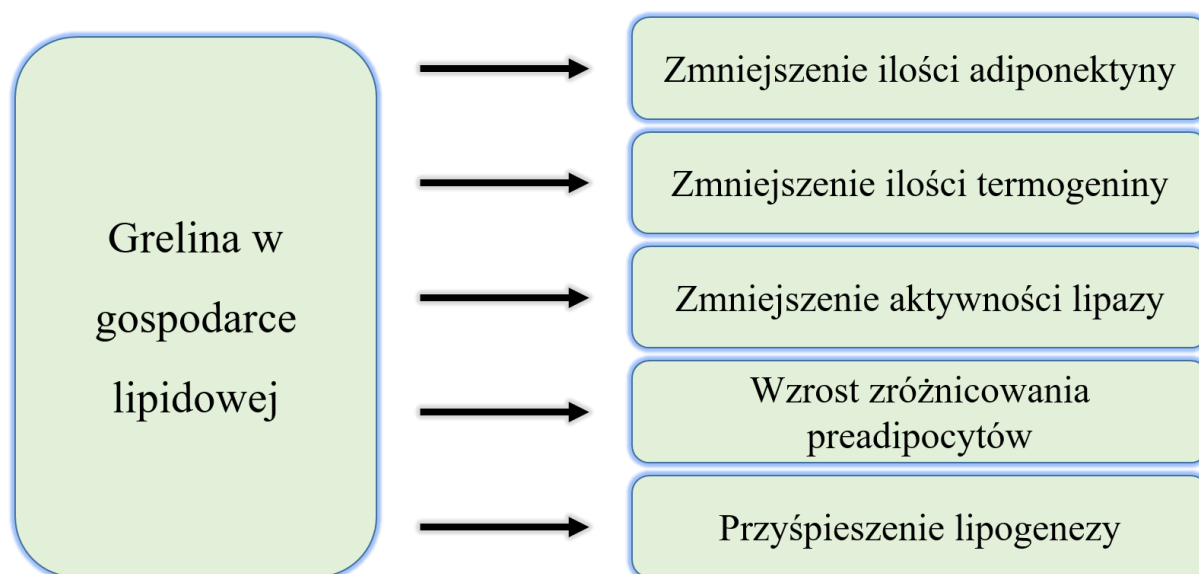 Grelina w
gospodarce
lipidowej
Zmniejszenie ilości adiponektyny
Zmniejszenie ilości termogeniny
Zmniejszenie aktywności lipazy
Wzrost zróżnicowania
preadipocytów
Przyśpieszenie lipogenezy